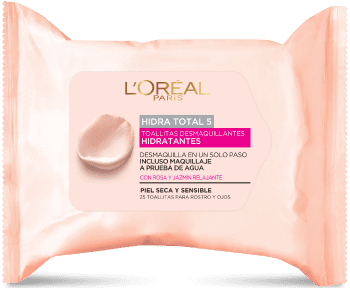 L'ORÉAL
PARIS
HIDRA TOTAL 5
TOALLITAS DESMAQUILLANTES
HIDRATANTES
DESMAQUILLA EN UN SOLO PASO
INCLUSO MAQUILLAJE
A PRUEBA DE AGUA
CON ROSA Y JAZMÍN RELAJANTE
PIEL SECA Y SENSIBLE
25 TOALLITAS PARA ROSTRO Y OJOS